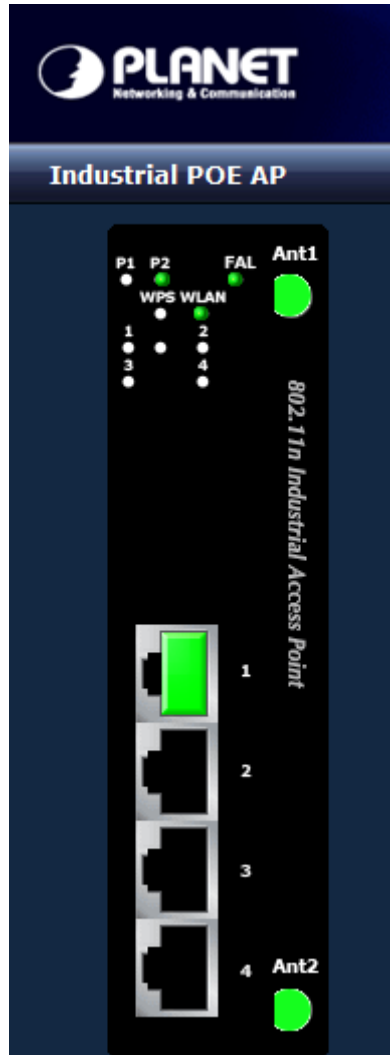 PLANET
Networking & Communication
Industrial POE AP
P1 P2 FAL Ant1
WPS WLAN
1 2
3 4
802.11n Industrial Access Point
1
2
3
4 Ant2